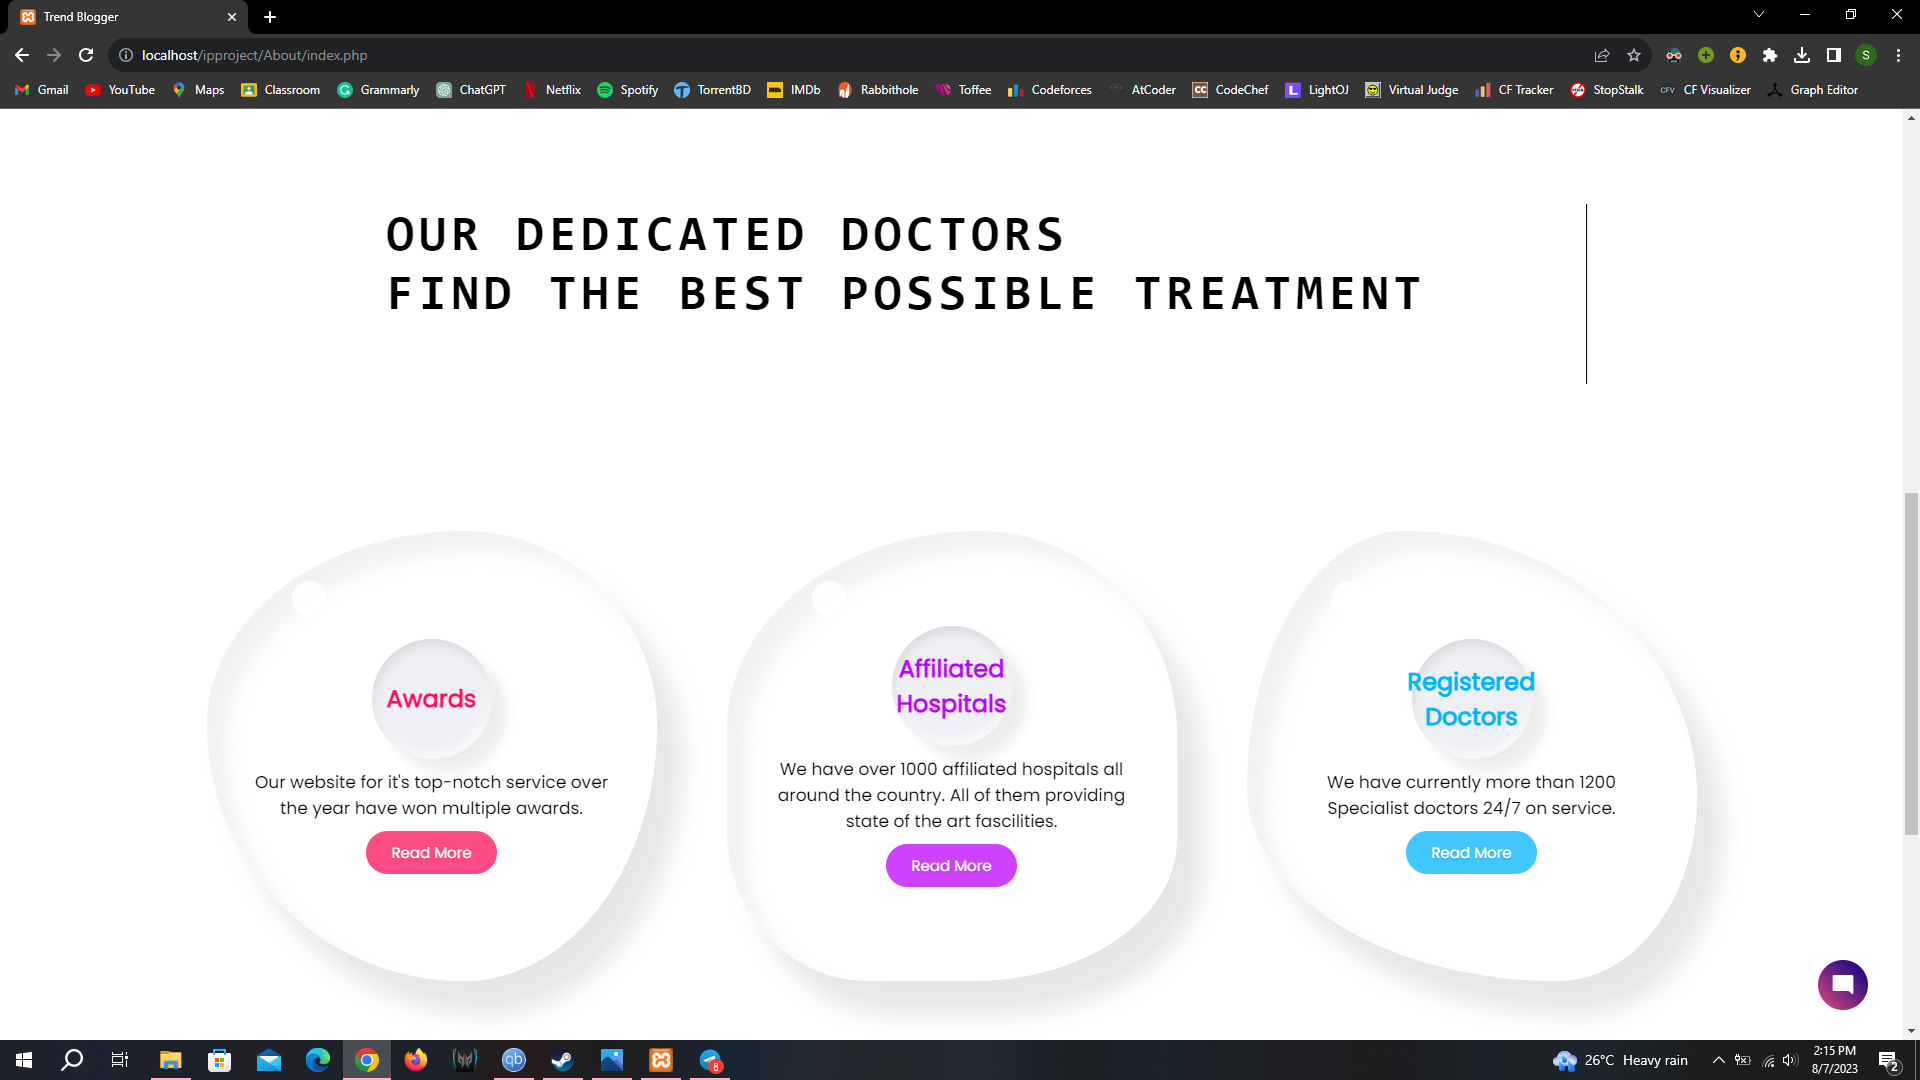 Trend Blogger
localhost/ipproject/About/index.php
S
Gmail YouTube Maps Classroom Grammarly ChatGPT Netflix Spotify TorrentBD IMDb Rabbithole Toffee Codeforces AtCoder CodeChef LightOJ Virtual Judge CF Tracker StopStalk CF Visualizer Graph Editor
OUR DEDICATED DOCTORS
FIND THE BEST POSSIBLE TREATMENT
Awards
Our website for it's top-notch service over
the year have won multiple awards.
Read More
Affiliated
Hospitals
We have over 1000 affiliated hospitals all
around the country. All of them providing
state of the art fascilities.
Read More
Registered
Doctors
We have currently more than 1200
Specialist doctors 24/7 on service.
Read More
qb
8
26°C Heavy rain
2:15 PM
8/7/2023
2